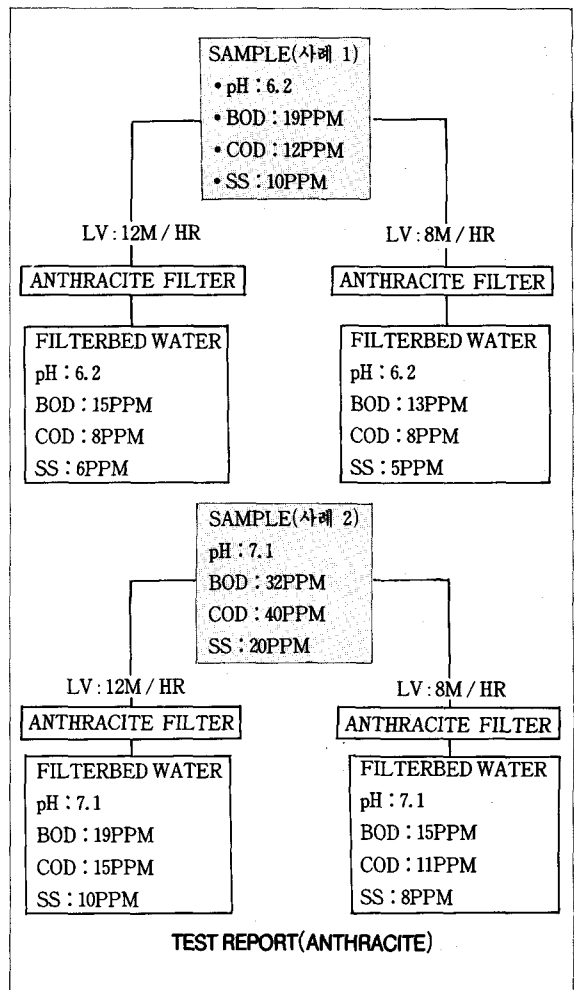 SAMPLE(사례 1)
• pH : 6.2
• BOD : 19PPM
• COD : 12PPM
• SS : 10PPM
LV : 12M / HR
LV : 8M / HR
ANTHRACITE FILTER
ANTHRACITE FILTER
FILTERBED WATER
pH : 6.2
BOD : 15PPM
COD : 8PPM
SS : 6PPM
FILTERBED WATER
pH : 6.2
BOD : 13PPM
COD : 8PPM
SS : 5PPM
SAMPLE(사례 2)
pH : 7.1
BOD : 32PPM
COD : 40PPM
SS : 20PPM
LV : 12M / HR
LV : 8M / HR
ANTHRACITE FILTER
ANTHRACITE FILTER
FILTERBED WATER
pH : 7.1
BOD : 19PPM
COD : 15PPM
SS : 10PPM
FILTERBED WATER
pH : 7.1
BOD : 15PPM
COD : 11PPM
SS : 8PPM
TEST REPORT(ANTHRACITE)